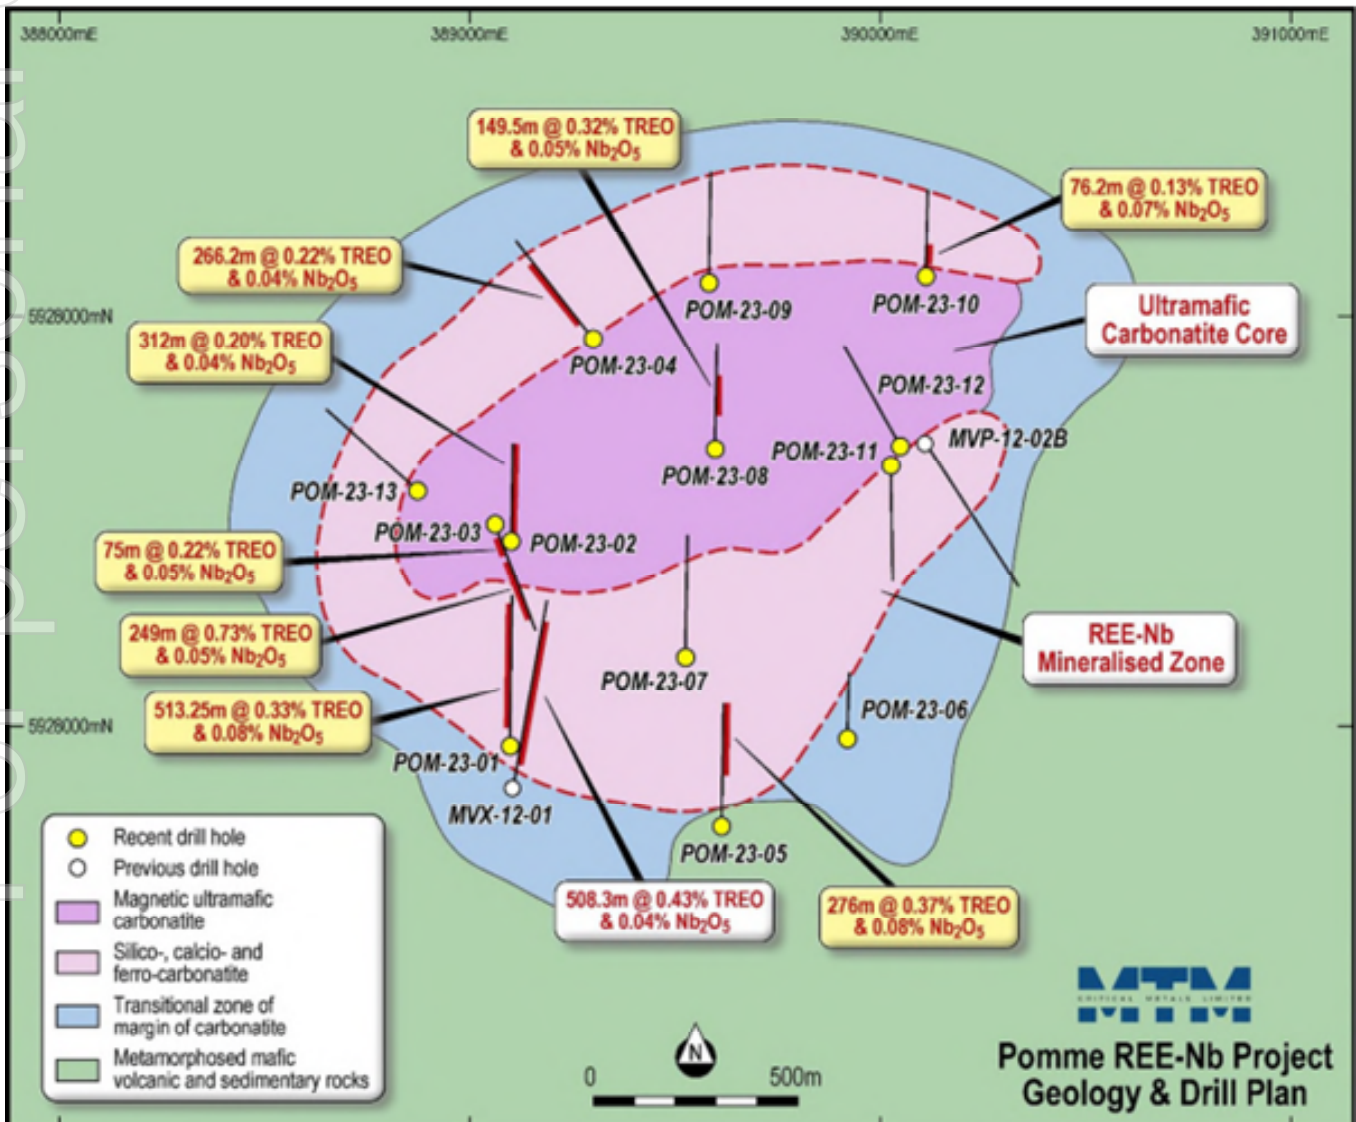 388000mE
389000mE
390000mE
391000mE
149.5m @ 0.32% TREO
& 0.05% Nb₂O₅
76.2m @ 0.13% TREO
& 0.07% Nb₂O₅
266.2m @ 0.22% TREO
& 0.04% Nb₂O₅
5928000mN
POM-23-09
POM-23-10
Ultramafic
Carbonatite Core
312m @ 0.20% TREO
& 0.04% Nb₂O₅
POM-23-04
POM-23-12
POM-23-11
MVP-12-02B
POM-23-08
POM-23-13
POM-23-03
POM-23-02
75m @ 0.22% TREO
& 0.05% Nb₂O₅
249m @ 0.73% TREO
& 0.05% Nb₂O₅
REE-Nb
Mineralised Zone
POM-23-07
513.25m @ 0.33% TREO
& 0.08% Nb₂O₅
5928000mN
POM-23-06
POM-23-01
MVX-12-01
POM-23-05
508.3m @ 0.43% TREO
& 0.04% Nb₂O₅
276m @ 0.37% TREO
& 0.08% Nb₂O₅
Recent drill hole
Previous drill hole
Magnetic ultramafic
carbonatite
Silico-, calcio- and
ferro-carbonatite
Transitional zone of
margin of carbonatite
Metamorphosed mafic
volcanic and sedimentary rocks
N
0 500m
MTM
CRITICAL METALS LIMITED
Pomme REE-Nb Project
Geology & Drill Plan